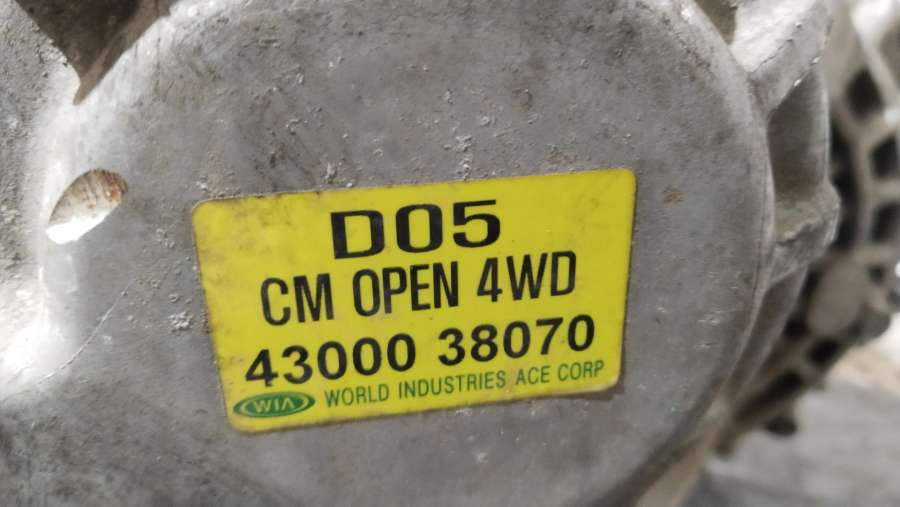 D05
CM OPEN 4WD
43000 38070
WIA WORLD INDUSTRIES ACE CORP